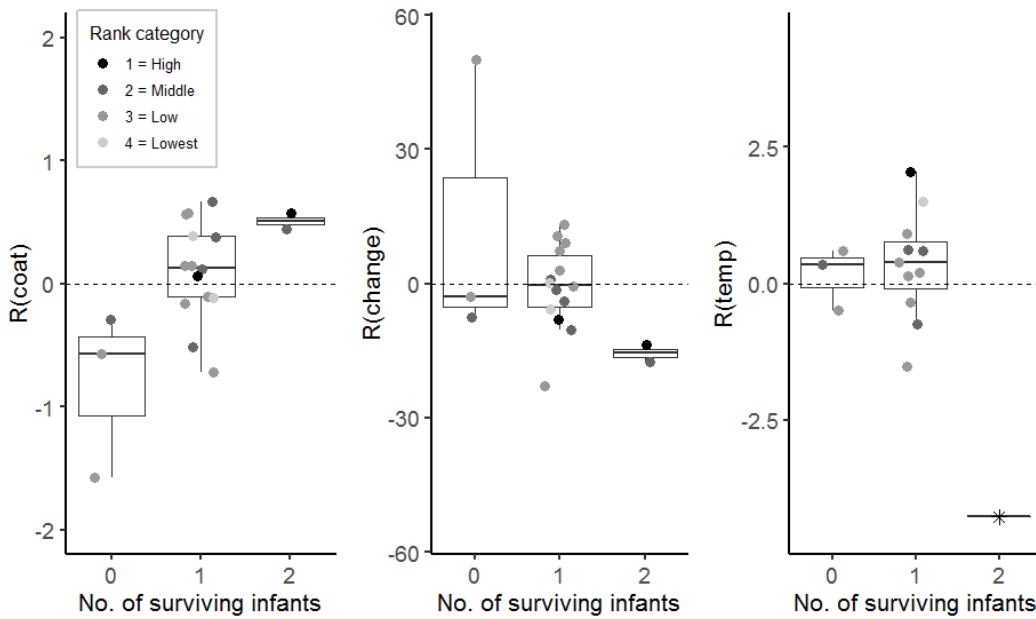 R(coat)
2
1
0
-1
-2
Rank category
1 = High
2 = Middle
3 = Low
4 = Lowest
0 1 2
No. of surviving infants
R(change)
60
30
0
-30
-60
0 1 2
No. of surviving infants
R(temp)
2.5
0.0
-2.5
0 1 2
No. of surviving infants